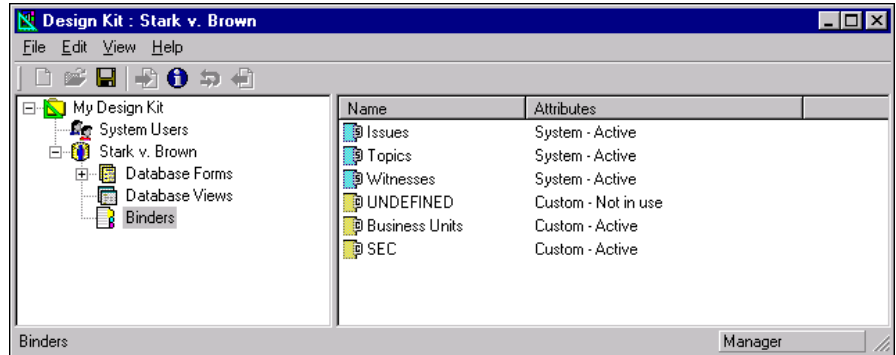 Design Kit : Stark v. Brown
File Edit View Help
My Design Kit
System Users
Stark v. Brown
Database Forms
Database Views
Binders
Name Attributes
Issues System - Active
Topics System - Active
Witnesses System - Active
UNDEFINED Custom - Not in use
Business Units Custom - Active
SEC Custom - Active
Binders Manager